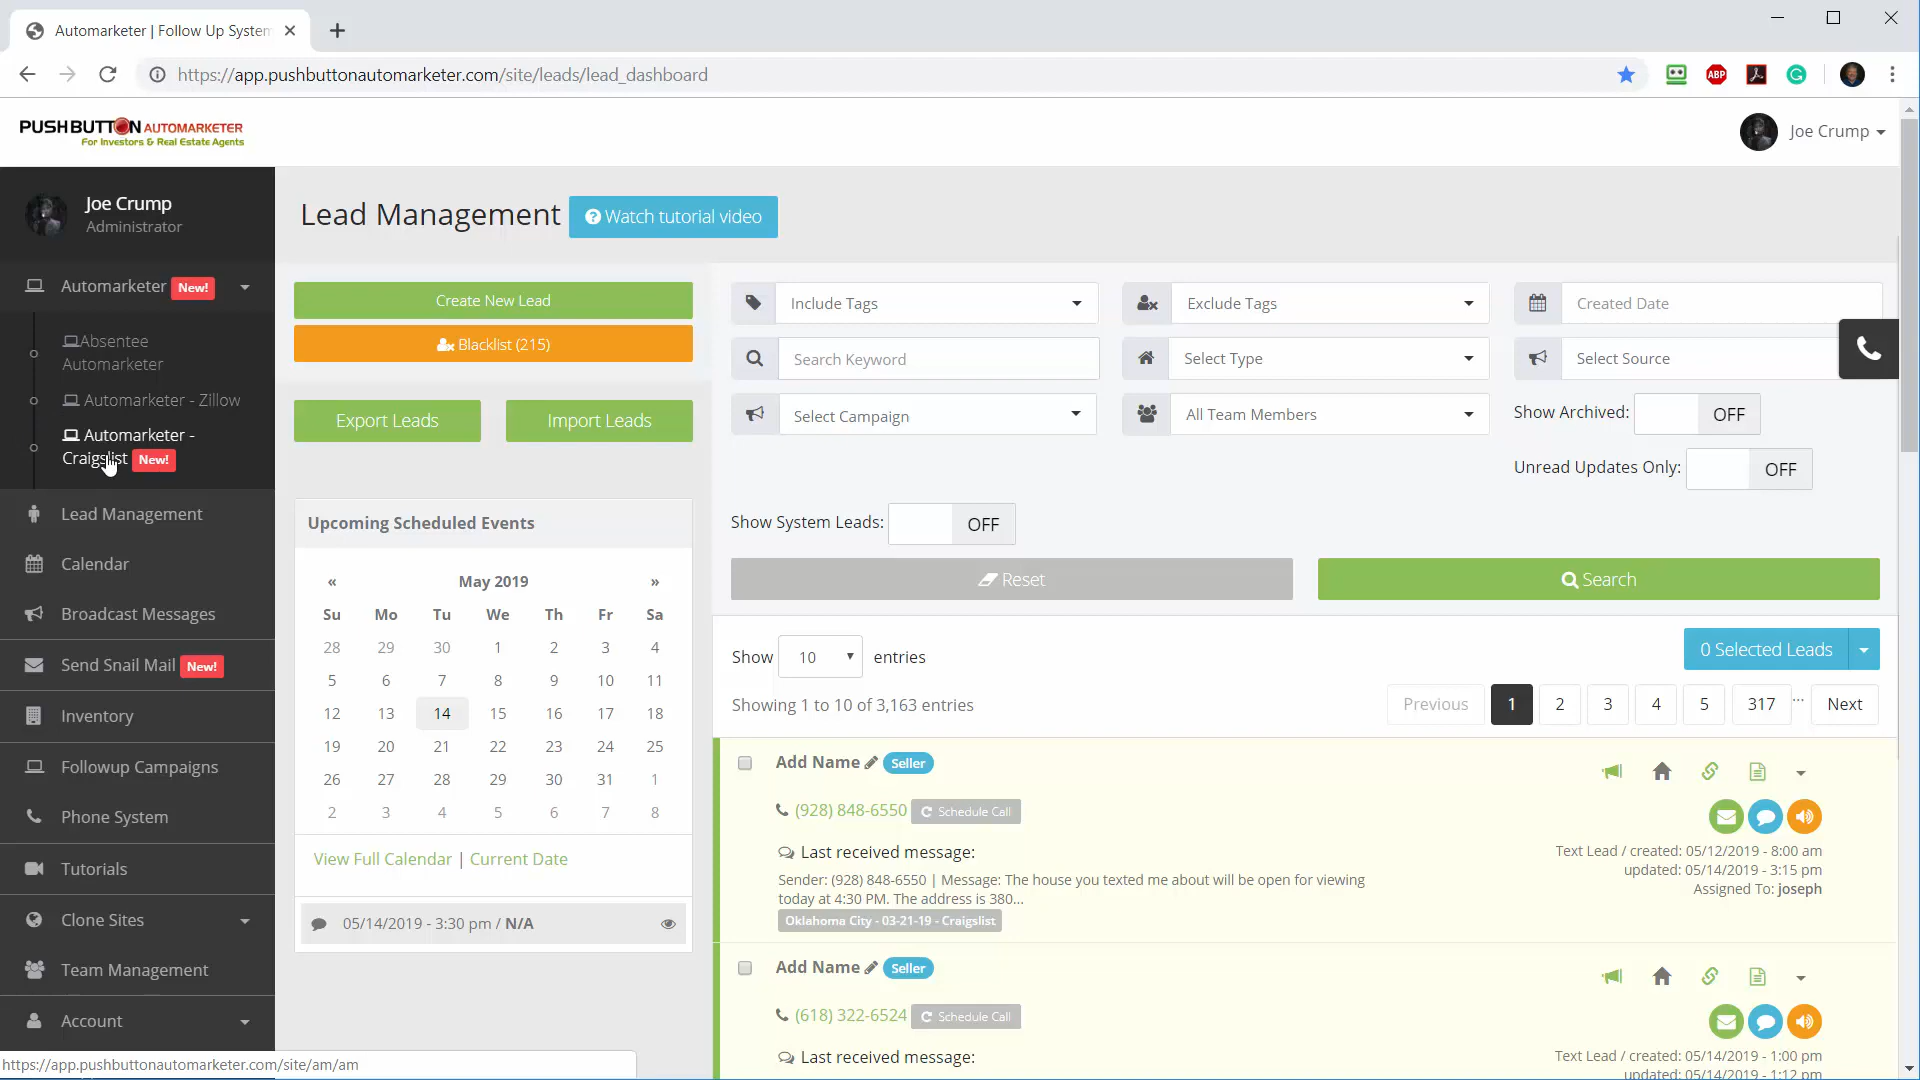 Automarketer | Follow Up System
https://app.pushbuttonautomarketer.com/site/leads/lead_dashboard
ABP
PUSHBUTTON AUTOMARKETER
For Investors & Real Estate Agents
Joe Crump
Joe Crump
Administrator
Automarketer New!
Absentee
Automarketer
Automarketer - Zillow
Automarketer -
Craigslist New!
Lead Management
Calendar
Broadcast Messages
Send Snail Mail New!
Inventory
Followup Campaigns
Phone System
Tutorials
Clone Sites
Team Management
Account
https://app.pushbuttonautomarketer.com/site/am/am
Lead Management
Watch tutorial video
Create New Lead
Blacklist (215)
Export Leads
Import Leads
Upcoming Scheduled Events
« May 2019 »
Su Mo Tu We Th Fr Sa
28 29 30 1 2 3 4
5 6 7 8 9 10 11
12 13 14 15 16 17 18
19 20 21 22 23 24 25
26 27 28 29 30 31 1
2 3 4 5 6 7 8
View Full Calendar | Current Date
05/14/2019 - 3:30 pm / N/A
Include Tags
Exclude Tags
Created Date
Search Keyword
Select Type
Select Source
Select Campaign
All Team Members
Show Archived: OFF
Unread Updates Only: OFF
Show System Leads: OFF
Reset
Search
Show 10 entries
0 Selected Leads
Showing 1 to 10 of 3,163 entries
Previous 1 2 3 4 5 317 ... Next
Add Name Seller
(928) 848-6550 Schedule Call
Last received message:
Sender: (928) 848-6550 | Message: The house you texted me about will be open for viewing
today at 4:30 PM. The address is 380...
Oklahoma City - 03-21-19 - Craigslist
Text Lead / created: 05/12/2019 - 8:00 am
updated: 05/14/2019 - 3:15 pm
Assigned To: joseph
Add Name Seller
(618) 322-6524 Schedule Call
Last received message:
Text Lead / created: 05/14/2019 - 1:00 pm
updated: 05/14/2019 - 1:12 pm